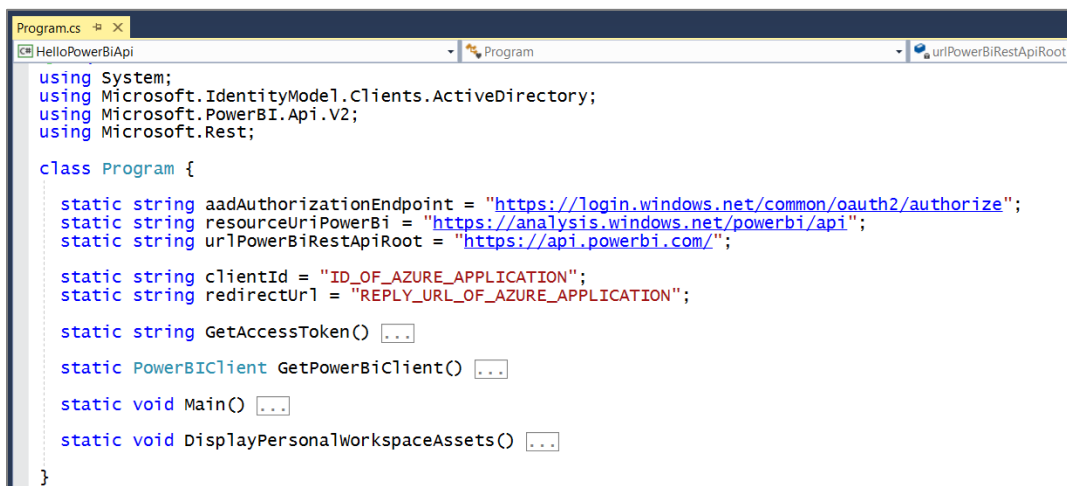 Program.cs
HelloPowerBiApi Program urlPowerBiRestApiRoot
using System;
using Microsoft.IdentityModel.Clients.ActiveDirectory;
using Microsoft.PowerBI.Api.V2;
using Microsoft.Rest;
class Program {
static string aadAuthorizationEndpoint = "https://login.windows.net/common/oauth2/authorize";
static string resourceUriPowerBi = "https://analysis.windows.net/powerbi/api";
static string urlPowerBiRestApiRoot = "https://api.powerbi.com/";
static string clientId = "ID_OF_AZURE_APPLICATION";
static string redirectUrl = "REPLY_URL_OF_AZURE_APPLICATION";
static string GetAccessToken() ...
static PowerBIClient GetPowerBiClient() ...
static void Main() ...
static void DisplayPersonalWorkspaceAssets() ...
}